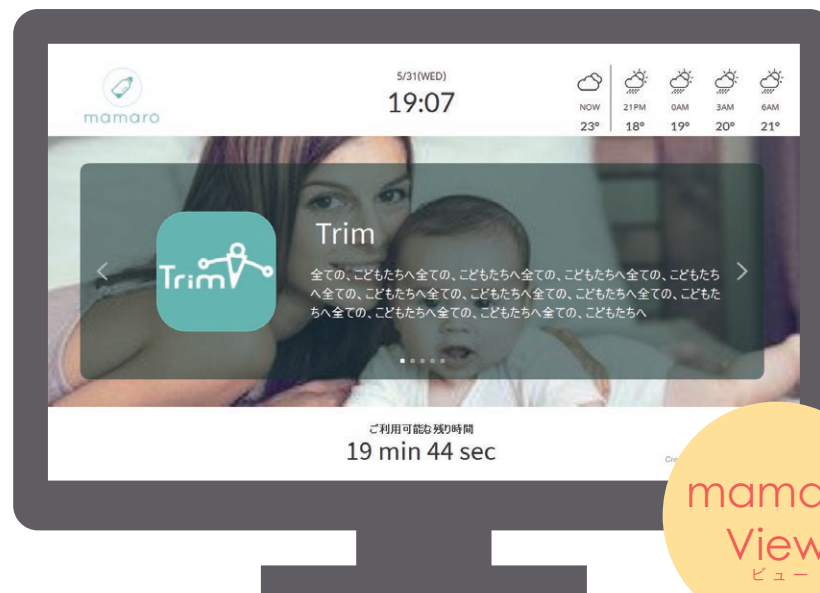 mamaro
5/31(WED)
19:07
NOW 21PM 0AM 3AM 6AM
23° 18° 19° 20° 21°
Trim
Trim
全ての、こどもたちへ全ての、こどもたちへ全ての、こどもたちへ全ての、こどもたち
へ全ての、こどもたちへ全ての、こどもたちへ全ての、こどもたちへ全ての、こどもた
ちへ全ての、こどもたちへ全ての、こどもたちへ全ての、こどもたちへ
ご利用可能な残り時間
19 min 44 sec
View
ビュー